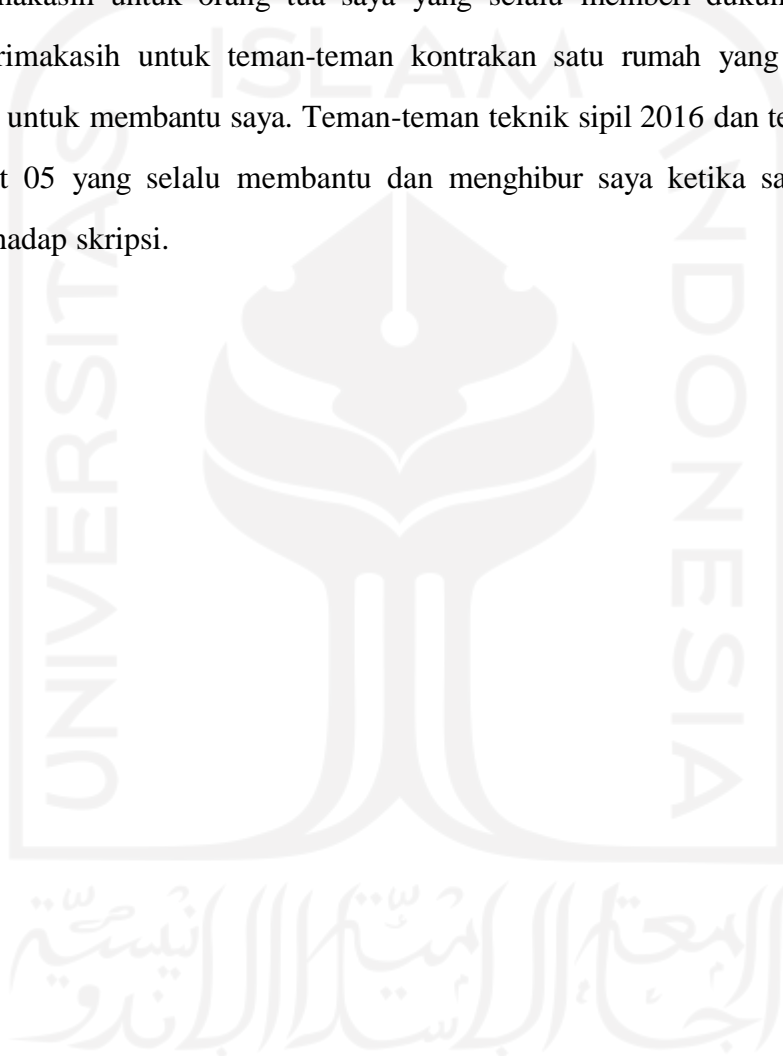 makasih untuk orang tua saya yang selalu memberi dukun
rimakasih untuk teman-teman kontrakan satu rumah yang
untuk membantu saya. Teman-teman teknik sipil 2016 dan te
t 05 yang selalu membantu dan menghibur saya ketika sa
hadap skripsi.
ISLAM
UNIVERSITAS
INDONESIA